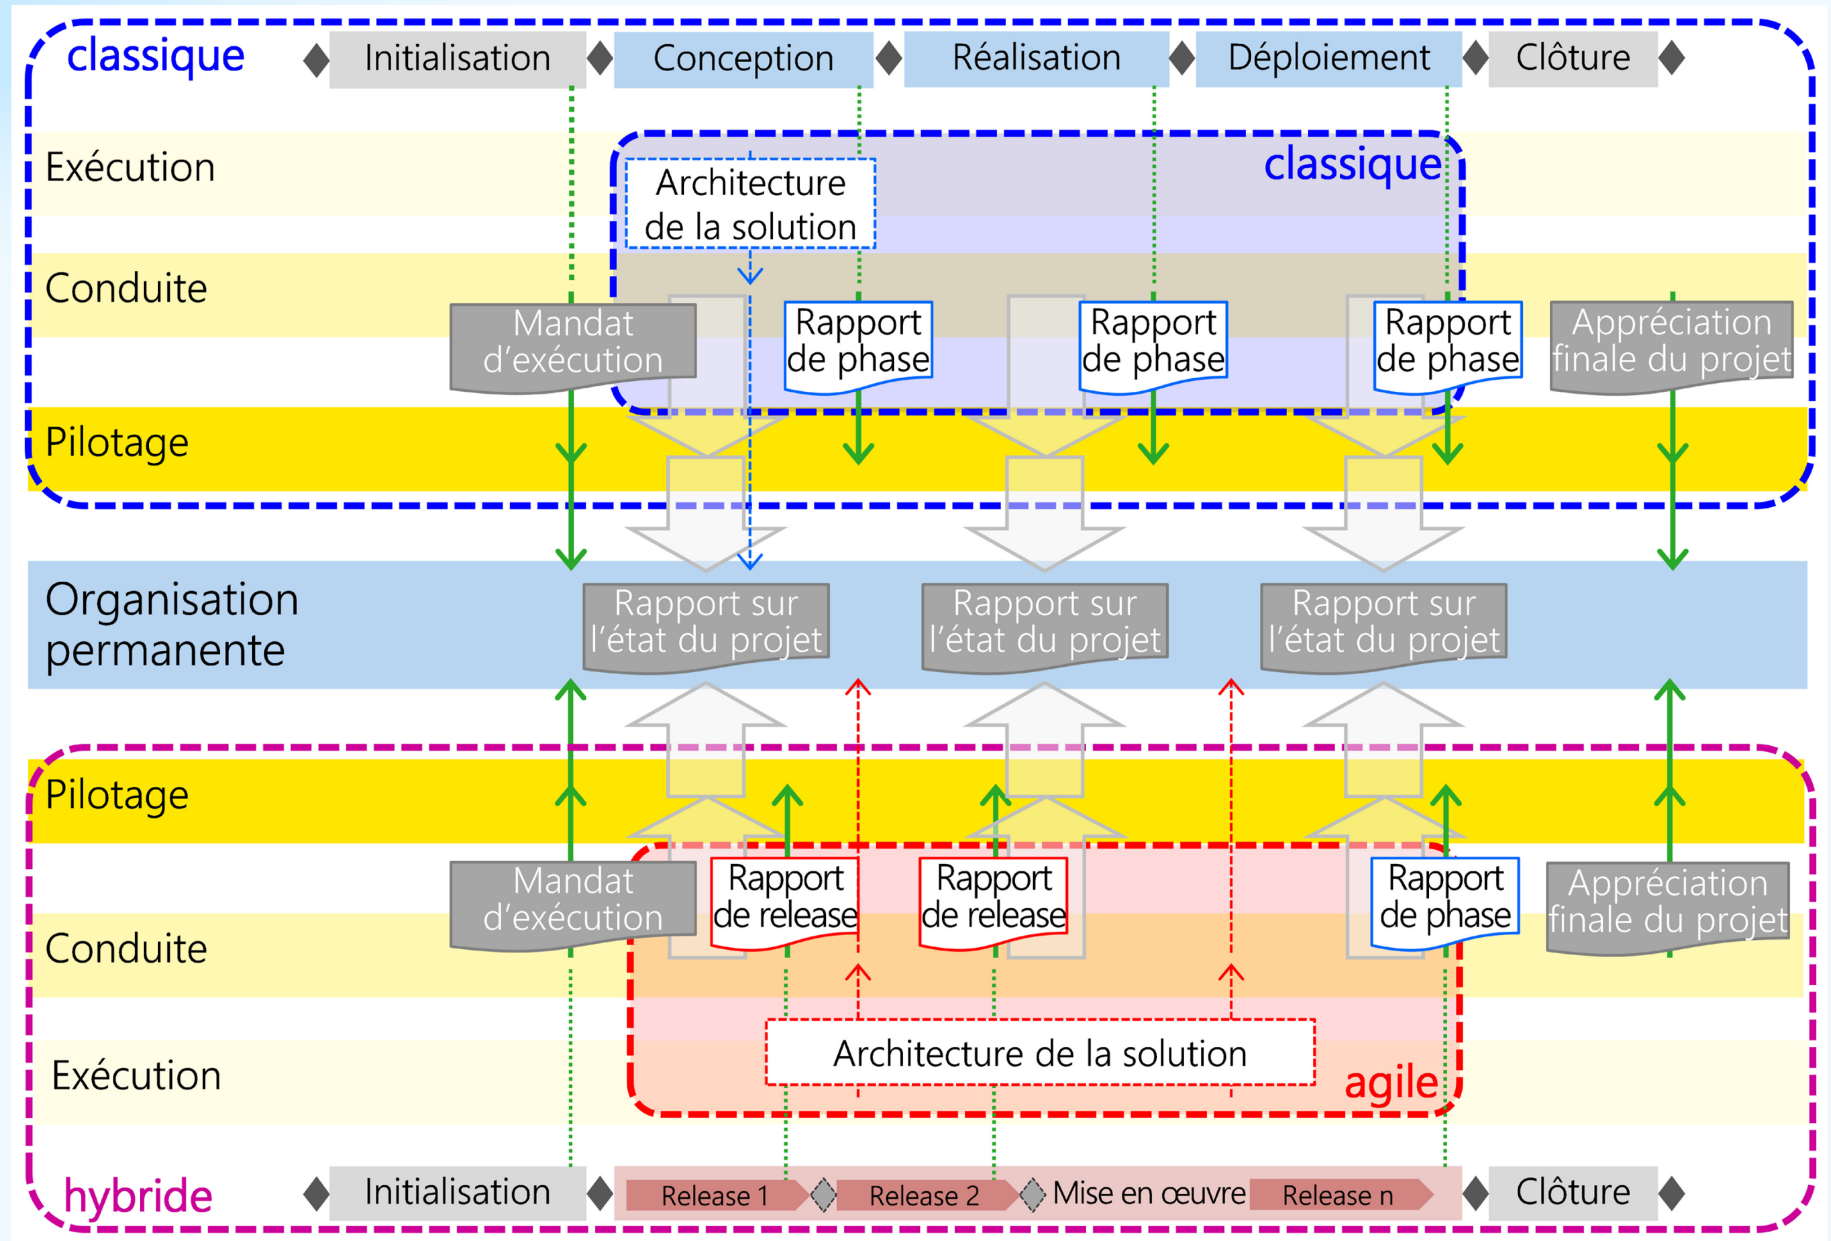 classique
Initialisation
Conception
Réalisation
Déploiement
Clôture
Exécution
classique
Architecture
de la solution
Conduite
Mandat
d'exécution
Rapport
de phase
Rapport
de phase
Rapport
de phase
Appréciation
finale du projet
Pilotage
Organisation
permanente
Rapport sur
l'état du projet
Rapport sur
l'état du projet
Rapport sur
l'état du projet
Pilotage
Mandat
d'exécution
Rapport
de release
Rapport
de release
Rapport
de phase
Appréciation
finale du projet
Conduite
Architecture de la solution
Exécution
agile
hybride
Initialisation
Release 1
Release 2
Mise en œuvre
Release n
Clôture